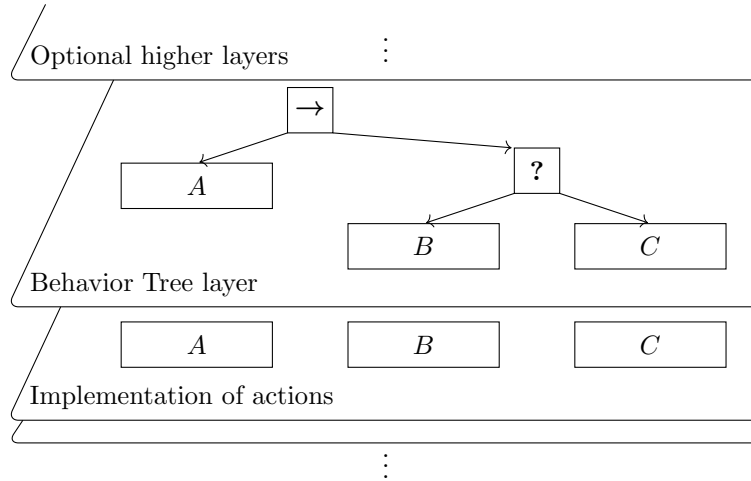 Optional higher layers
⋮
→
?
A
B
C
Behavior Tree layer
A B C
Implementation of actions
⋮